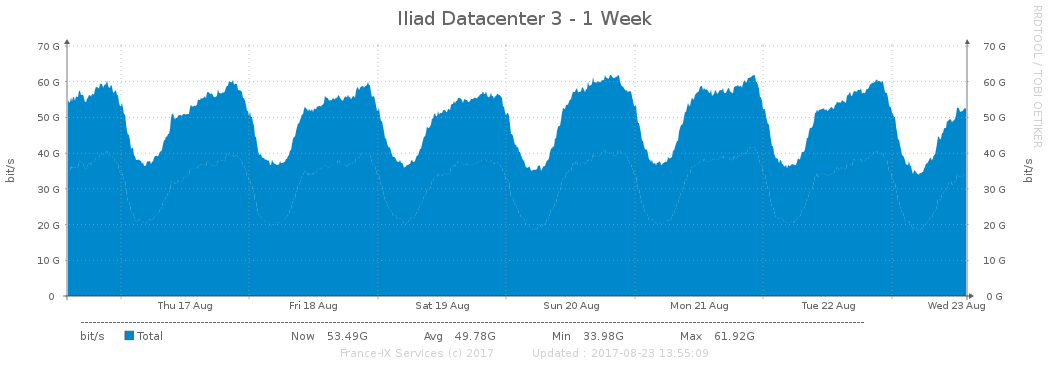 Iliad Datacenter 3 - 1 Week
RRDTOOL / TOBI OETIKER
bit/s
70 G
60 G
50 G
40 G
30 G
20 G
10 G
0
70 G
60 G
50 G
40 G
30 G
20 G
10 G
0 G
bit/s
Thu 17 Aug Fri 18 Aug Sat 19 Aug Sun 20 Aug Mon 21 Aug Tue 22 Aug Wed 23 Aug
bit/s Total Now 53.49G Avg 49.78G Min 33.98G Max 61.92G
France-IX Services (c) 2017 Updated : 2017-08-23 13:55:09